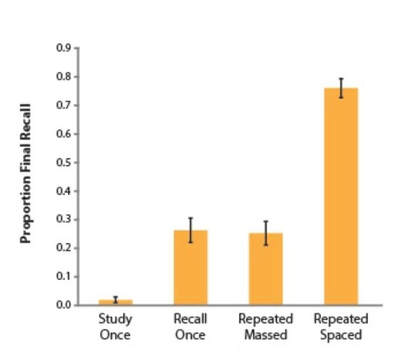 Proportion Final Recall
0.9
0.8
0.7
0.6
0.5
0.4
0.3
0.2
0.1
0.0
Study Once
Recall Once
Repeated Massed
Repeated Spaced